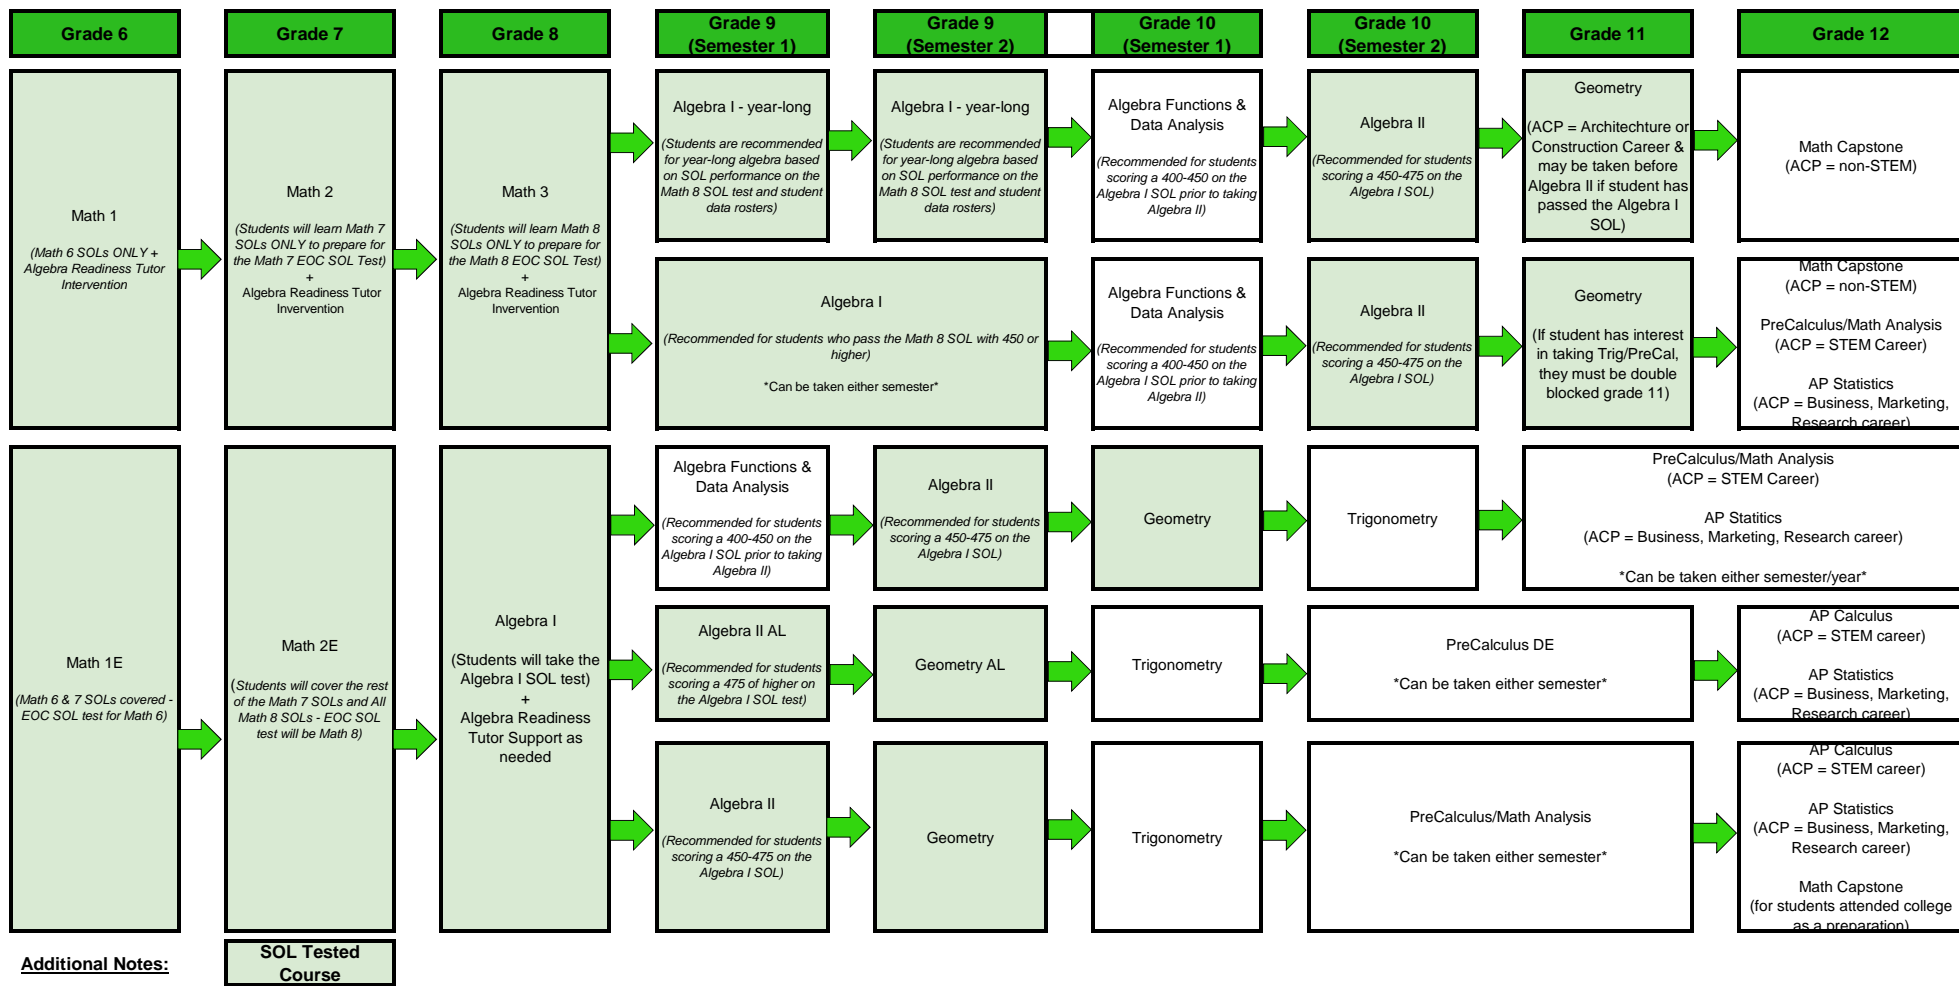 Grade 6
Grade 7
Grade 8
Grade 9
(Semester 1)
Grade 9
(Semester 2)
Grade 10
(Semester 1)
Grade 10
(Semester 2)
Grade 11
Grade 12
Math 1
(Math 6 SOLs ONLY +
Algebra Readiness Tutor
Intervention
Math 2
(Students will learn Math 7
SOLs ONLY to prepare for
the Math 7 EOC SOL Test)
+
Algebra Readiness Tutor
Invervention
Math 3
(Students will learn Math 8
SOLs ONLY to prepare for
the Math 8 EOC SOL Test)
+
Algebra Readiness Tutor
Invervention
Algebra I - year-long
(Students are recommended
for year-long algebra based
on SOL performance on the
Math 8 SOL test and student
data rosters)
Algebra I - year-long
(Students are recommended
for year-long algebra based
on SOL performance on the
Math 8 SOL test and student
data rosters)
Algebra Functions &
Data Analysis
(Recommended for students
scoring a 400-450 on the
Algebra I SOL prior to taking
Algebra II)
Algebra II
(Recommended for students
scoring a 450-475 on the
Algebra I SOL)
Geometry
(ACP = Architechture or
Construction Career &
may be taken before
Algebra II if student has
passed the Algebra I
SOL)
Math Capstone
(ACP = non-STEM)
Algebra I
(Recommended for students who pass the Math 8 SOL with 450 or
higher)
*Can be taken either semester*
Algebra Functions &
Data Analysis
(Recommended for students
scoring a 400-450 on the
Algebra I SOL prior to taking
Algebra II)
Algebra II
(Recommended for students
scoring a 450-475 on the
Algebra I SOL)
Geometry
(If student has interest
in taking Trig/PreCal,
they must be double
blocked grade 11)
Math Capstone
(ACP = non-STEM)
PreCalculus/Math Analysis
(ACP = STEM Career)
AP Statistics
(ACP = Business, Marketing,
Research career)
Math 1E
(Math 6 & 7 SOLs covered -
EOC SOL test for Math 6)
Math 2E
(Students will cover the rest
of the Math 7 SOLs and All
Math 8 SOLs - EOC SOL
test will be Math 8)
Algebra I
(Students will take the
Algebra I SOL test)
+
Algebra Readiness
Tutor Support as
needed
Algebra Functions &
Data Analysis
(Recommended for students
scoring a 400-450 on the
Algebra I SOL prior to taking
Algebra II)
Algebra II
(Recommended for students
scoring a 450-475 on the
Algebra I SOL)
Geometry
Trigonometry
PreCalculus/Math Analysis
(ACP = STEM Career)
AP Statitics
(ACP = Business, Marketing, Research career)
*Can be taken either semester/year*
Algebra II AL
(Recommended for students
scoring a 475 of higher on
the Algebra I SOL test)
Geometry AL
Trigonometry
PreCalculus DE
*Can be taken either semester*
AP Calculus
(ACP = STEM career)
AP Statistics
(ACP = Business, Marketing,
Research career)
Algebra II
(Recommended for students
scoring a 450-475 on the
Algebra I SOL)
Geometry
Trigonometry
PreCalculus/Math Analysis
*Can be taken either semester*
AP Calculus
(ACP = STEM career)
AP Statistics
(ACP = Business, Marketing,
Research career)
Math Capstone
(for students attended college
as a preparation)
Additional Notes:
SOL Tested
Course